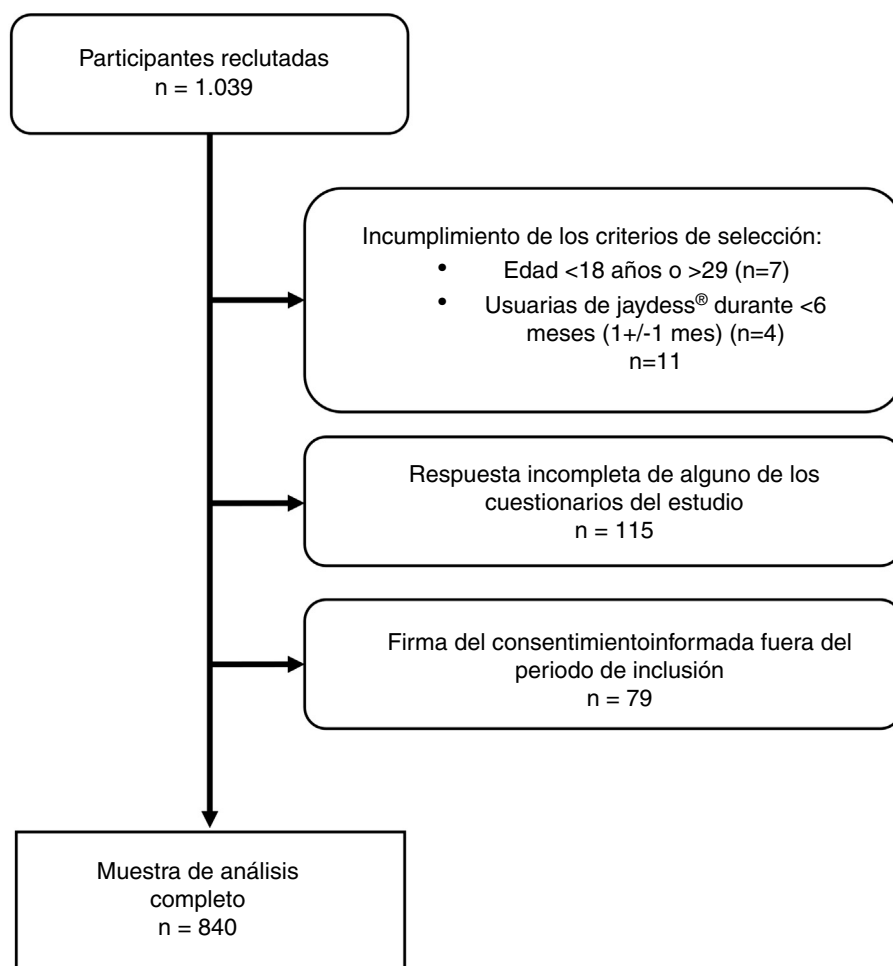 Participantes reclutadas
n = 1.039
Incumplimiento de los criterios de selección:
• Edad <18 años o >29 (n=7)
• Usuarias de jaydess® durante <6
meses (1+/-1 mes) (n=4)
n=11
Respuesta incompleta de alguno de los
cuestionarios del estudio
n = 115
Firma del consentimientoinformada fuera del
periodo de inclusión
n = 79
Muestra de análisis
completo
n = 840